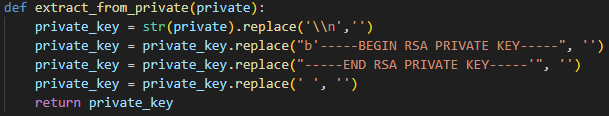 def extract_from_private(private):
    private_key = str(private).replace('\\n','')
    private_key = private_key.replace("b'-----BEGIN RSA PRIVATE KEY-----", '')
    private_key = private_key.replace("-----END RSA PRIVATE KEY-----'", '')
    private_key = private_key.replace(' ', '')
    return private_key